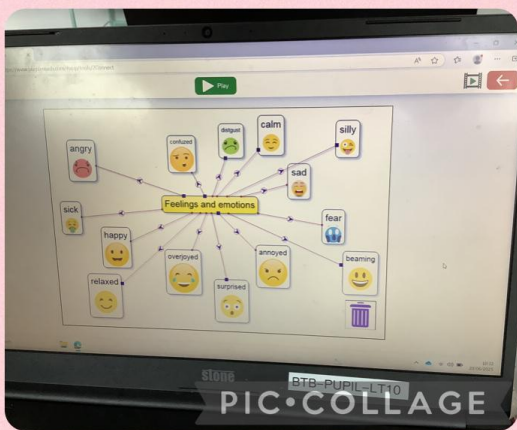 Play
confused
disgust
calm
silly
angry
sad
Feelings and emotions
sick
fear
happy
overjoyed
annoyed
beaming
relaxed
surprised
stone
BTB-PUPIL-LT10
PIC•COLLAGE